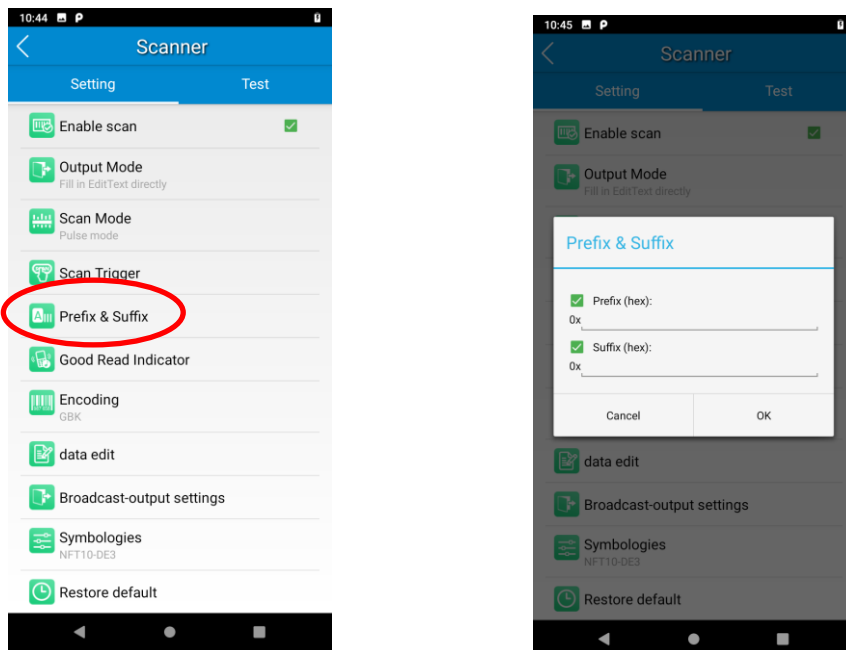 10:44
Scanner
Setting Test
Enable scan
Output Mode
Fill in EditText directly
Scan Mode
Pulse mode
Scan Trigger
Prefix & Suffix
Good Read Indicator
Encoding
GBK
data edit
Broadcast-output settings
Symbologies
NFT10-DE3
Restore default
10:45
Scanner
Setting Test
Enable scan
Output Mode
Fill in EditText directly
Prefix & Suffix
Prefix (hex):
0x
Suffix (hex):
0x
Cancel OK
data edit
Broadcast-output settings
Symbologies
NFT10-DE3
Restore default